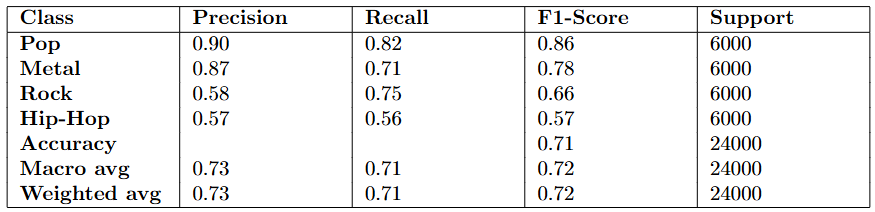 Class Precision Recall F1-Score Support
Pop 0.90 0.82 0.86 6000
Metal 0.87 0.71 0.78 6000
Rock 0.58 0.75 0.66 6000
Hip-Hop 0.57 0.56 0.57 6000
Accuracy 0.71 24000
Macro avg 0.73 0.71 0.72 24000
Weighted avg 0.73 0.71 0.72 24000